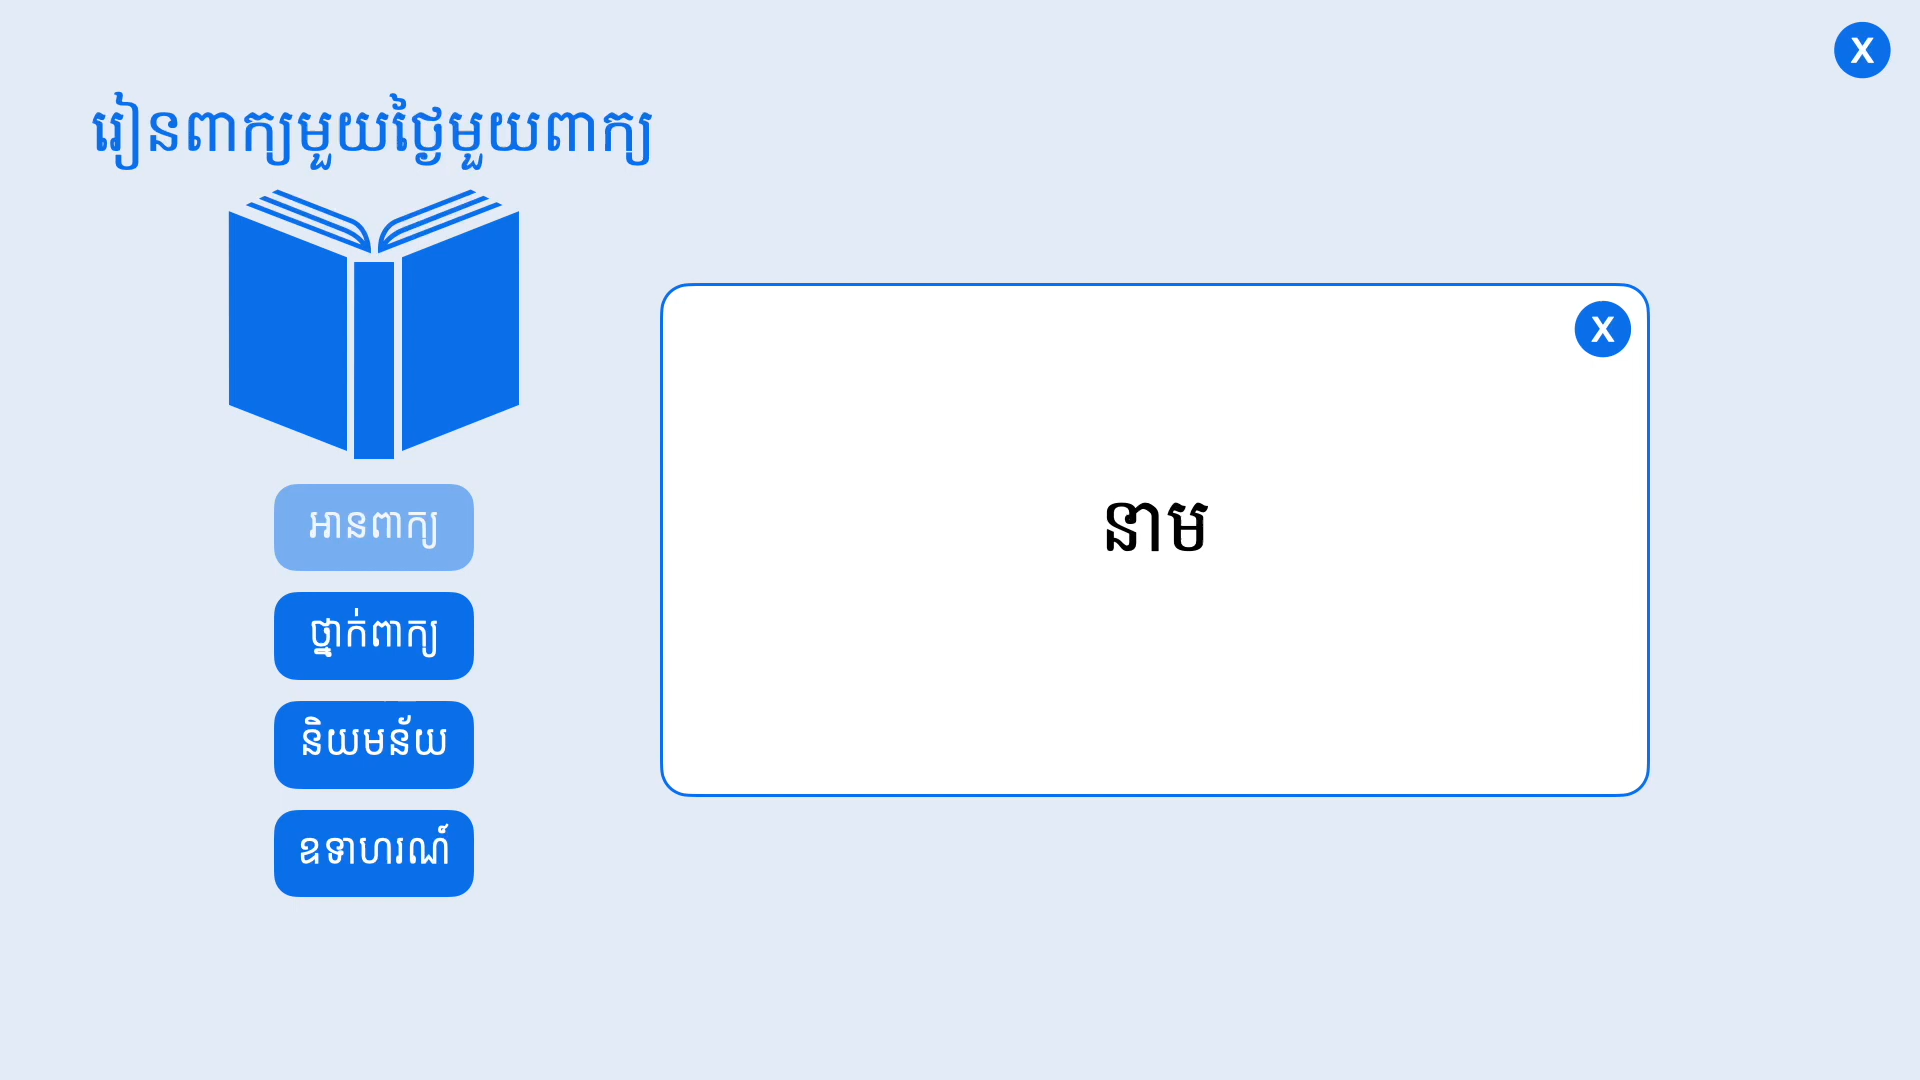 X
រៀនពាក្យមួយថ្ងៃមួយពាក្យ
X
នាម
អានពាក្យ
ថ្នាក់ពាក្យ
និយមន័យ
ឧទាហរណ៍